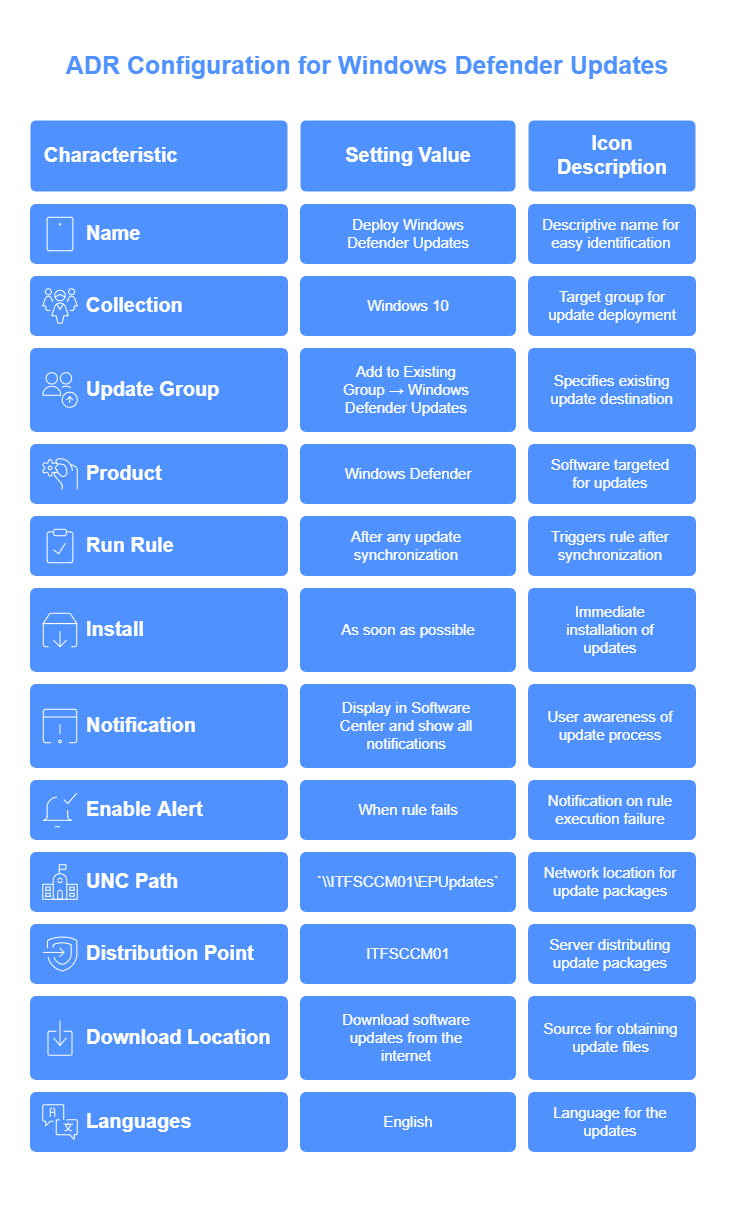 ADR Configuration for Windows Defender Updates
Characteristic
Setting Value
Icon
Description
Name
Deploy Windows
Defender Updates
Descriptive name for
easy identification
Collection
Windows 10
Target group for
update deployment
Update Group
Add to Existing
Group → Windows
Defender Updates
Specifies existing
update destination
Product
Windows Defender
Software targeted
for updates
Run Rule
After any update
synchronization
Triggers rule after
synchronization
Install
As soon as possible
Immediate
installation of
updates
Notification
Display in Software
Center and show all
notifications
User awareness of
update process
Enable Alert
When rule fails
Notification on rule
execution failure
UNC Path
`\\ITFSCCM01\EPUpdates`
Network location for
update packages
Distribution Point
ITFSCCM01
Server distributing
update packages
Download Location
Download software
updates from the
internet
Source for obtaining
update files
Languages
English
Language for the
updates